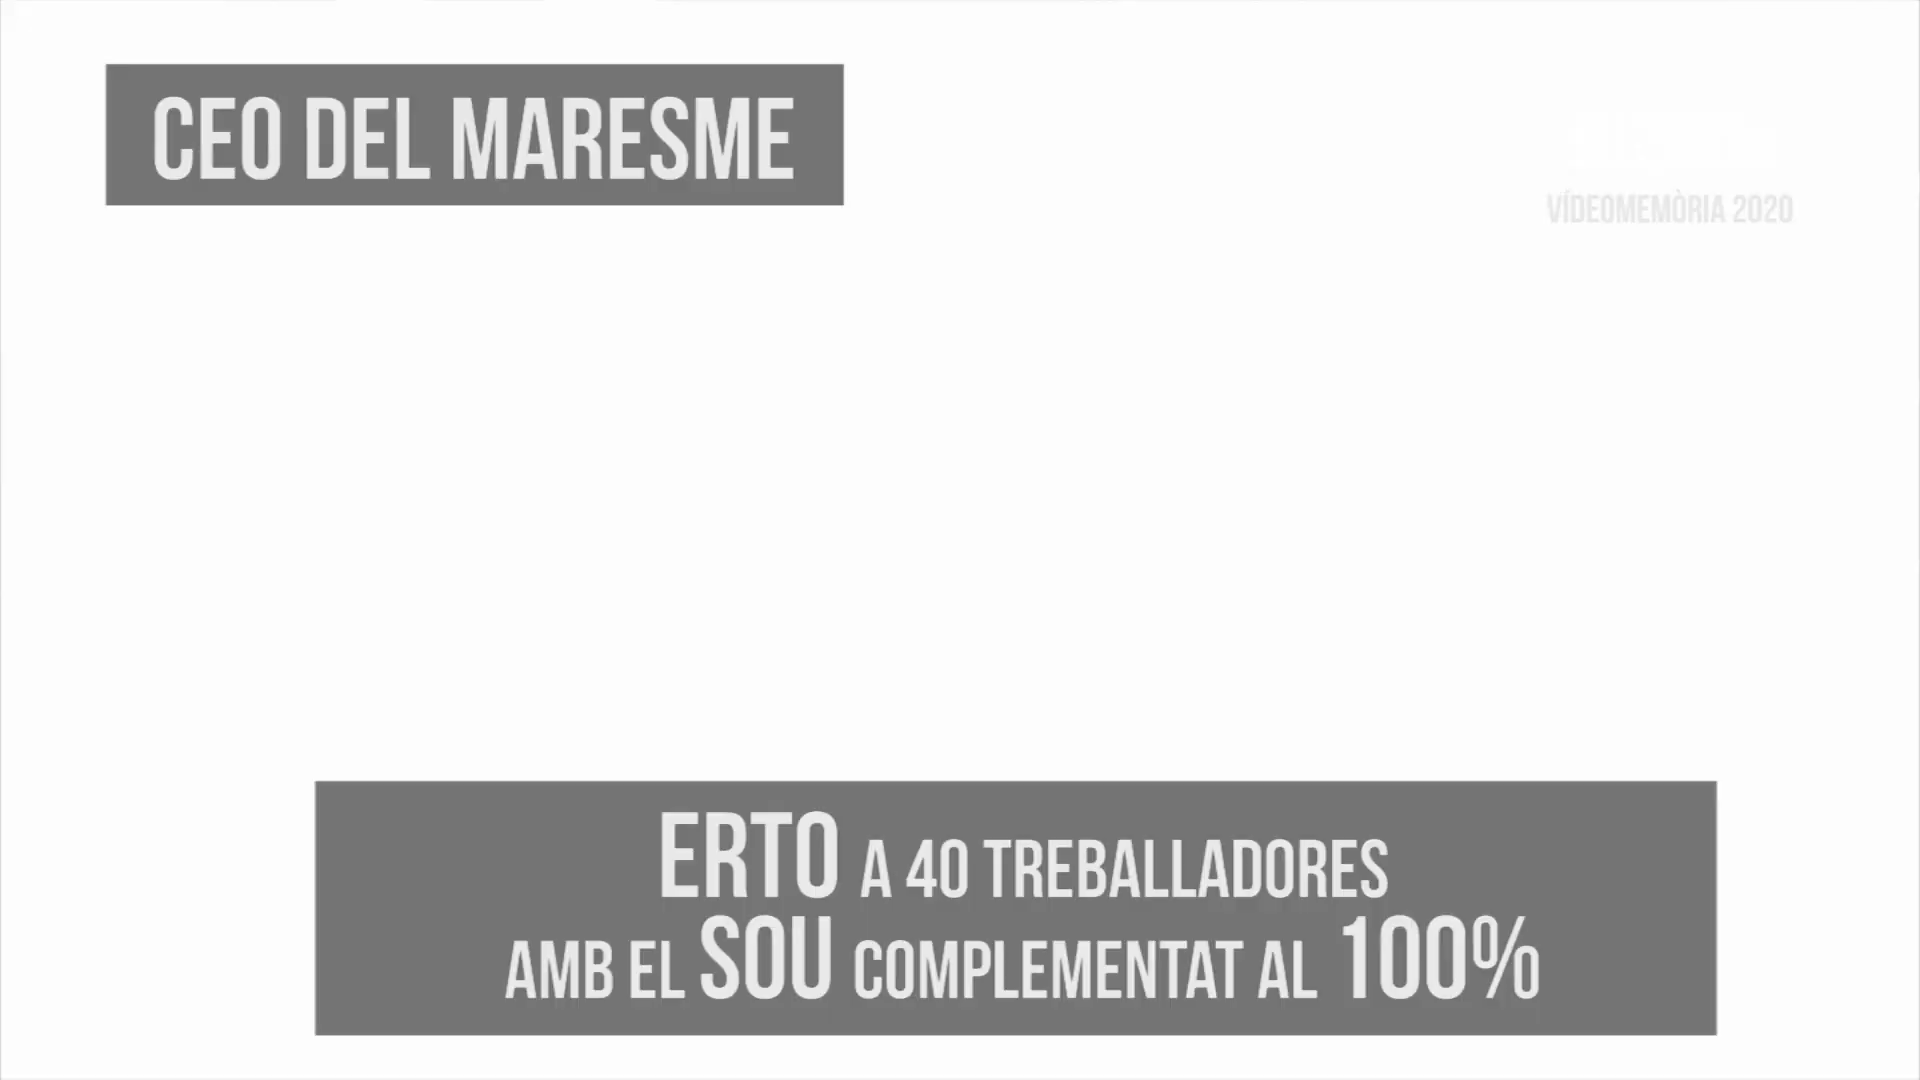 CEO DEL MARESME
VÍDEOMEMÒRIA 2020
ERTO A 40 TREBALLADORES
AMB EL SOU COMPLEMENTAT AL 100%